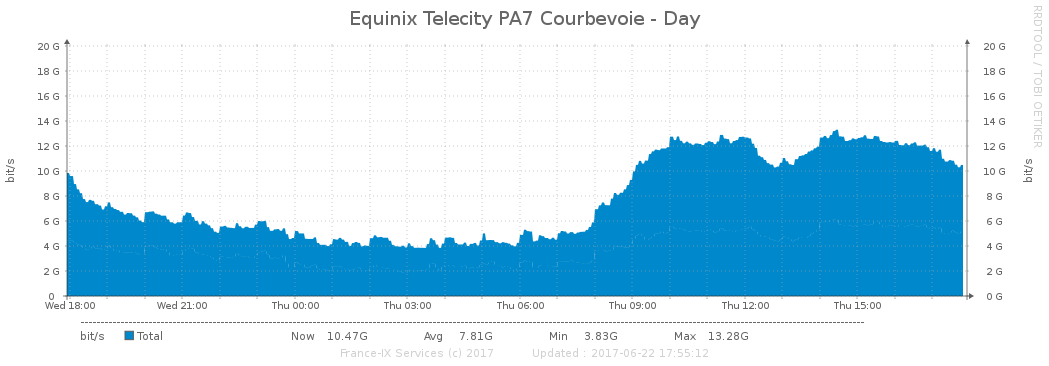 Equinix Telecity PA7 Courbevoie - Day
RRDTOOL / TOBI OETIKER
20 G 20 G
18 G 18 G
16 G 16 G
14 G 14 G
12 G 12 G
10 G 10 G
8 G 8 G
6 G 6 G
4 G 4 G
2 G 2 G
0 0 G
bit/s bit/s
Wed 18:00 Wed 21:00 Thu 00:00 Thu 03:00 Thu 06:00 Thu 09:00 Thu 12:00 Thu 15:00
bit/s Total Now 10.47G Avg 7.81G Min 3.83G Max 13.28G
France-IX Services (c) 2017 Updated : 2017-06-22 17:55:12